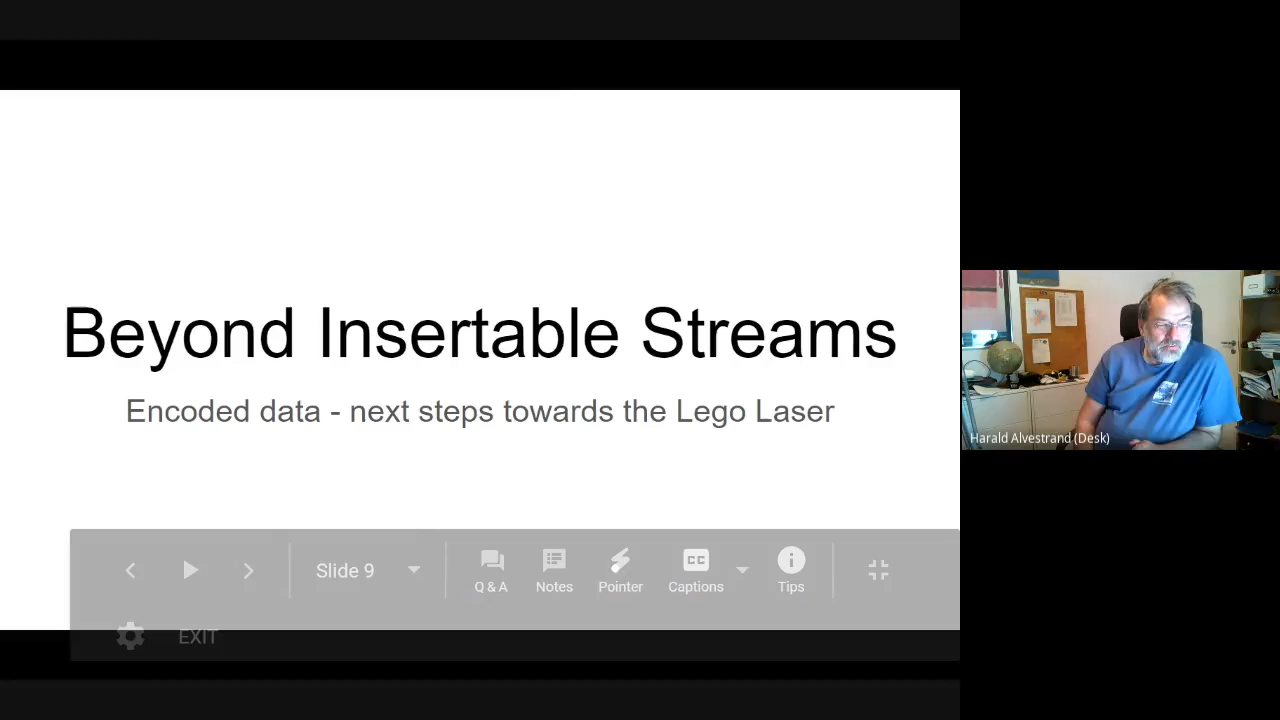 Beyond Insertable Streams
Encoded data - next steps towards the Lego Laser
Harald Alvestrand (Desk)
Slide 9
Q & A
Notes
Pointer
CC
Captions
Tips
EXIT